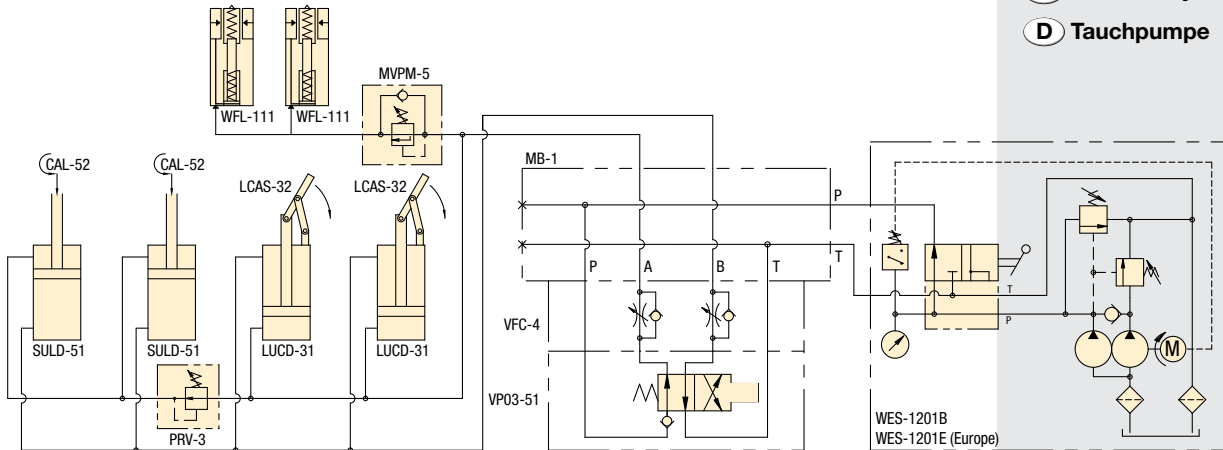 D Tauchpumpe
MVPM-5
WFL-111 WFL-111
MB-1
CAL-52 CAL-52
LCAS-32 LCAS-32
P
T
P A B T
T
P
VFC-4
SULD-51 SULD-51 LUCD-31 LUCD-31
M
VP03-51
PRV-3
WES-1201B
WES-1201E (Europe)